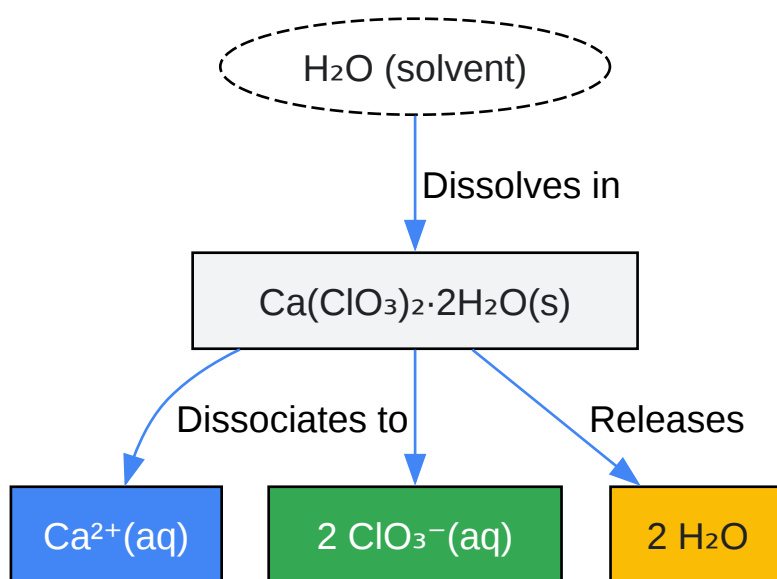 H₂O (solvent)
Dissolves in
Ca(ClO₃)₂·2H₂O(s)
Dissociates to
Releases
Ca²⁺(aq)
2 ClO₃⁻(aq)
2 H₂O